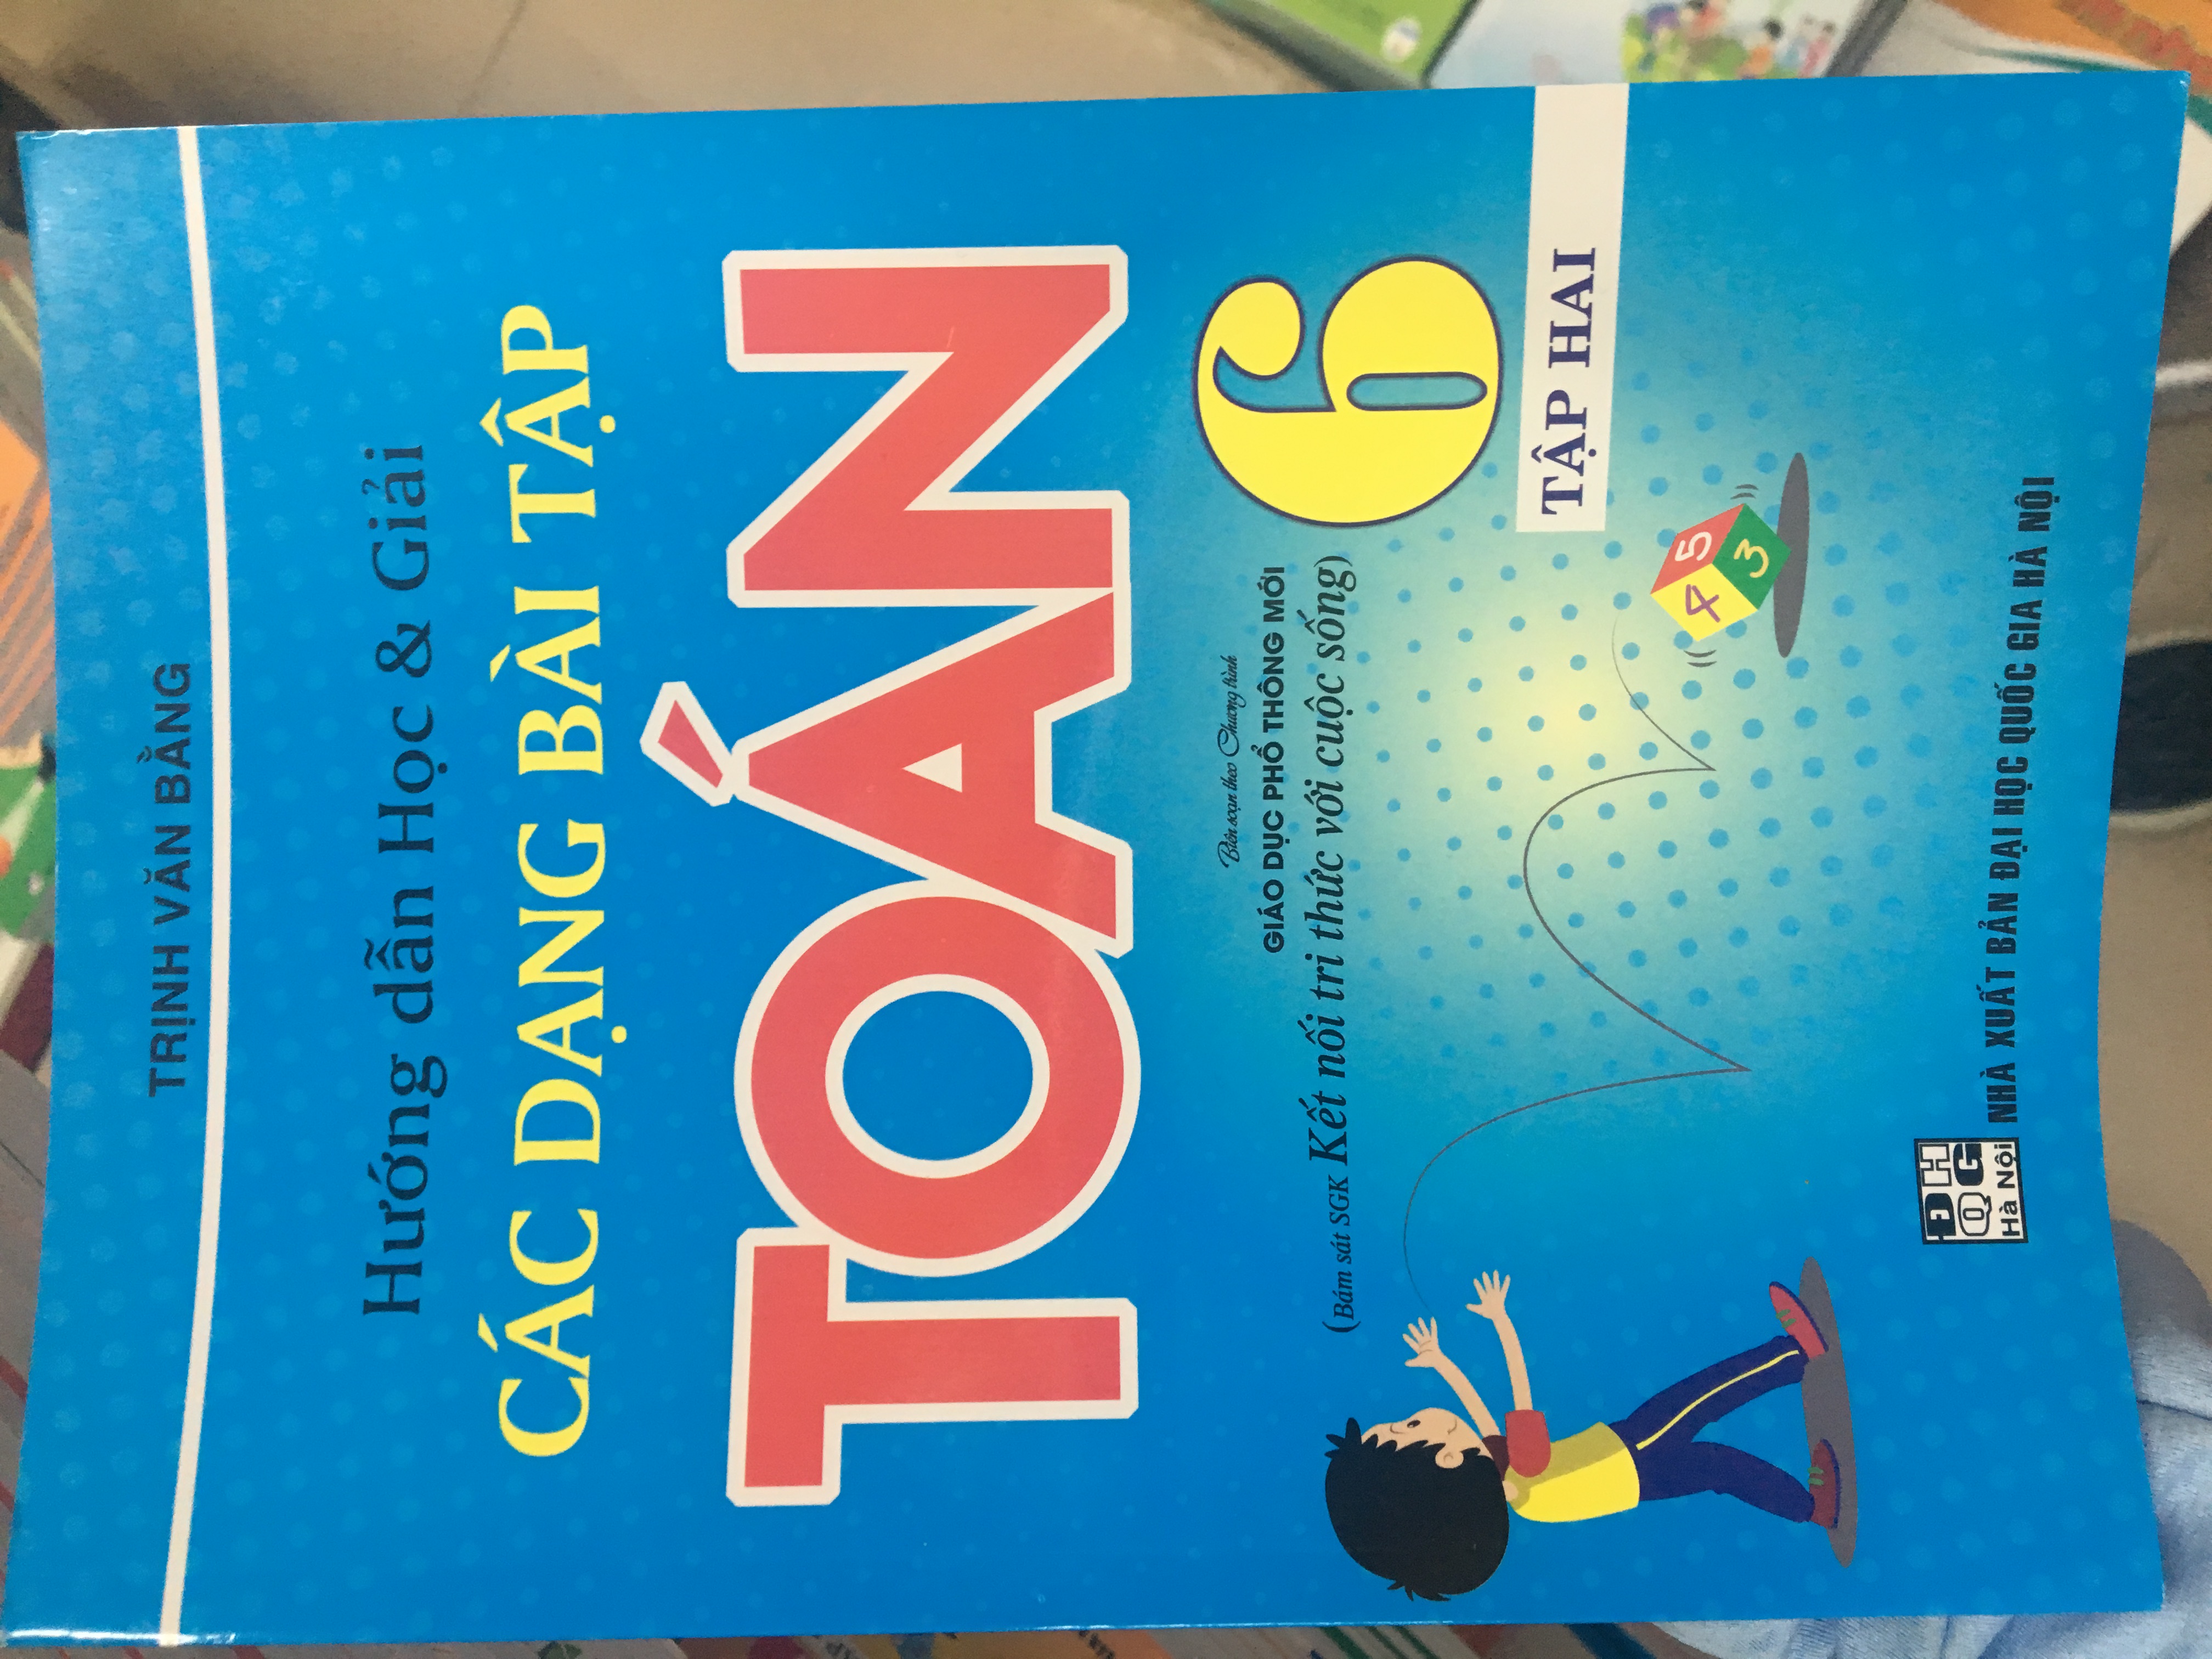 TRỊNH VĂN BẰNG
Hướng dẫn Học & Giải
CÁC DẠNG BÀI TẬP
TOÁN
Biên soạn theo Chương trình
GIÁO DỤC PHỔ THÔNG MỚI
(Bám sát SGK Kết nối tri thức với cuộc sống)
6
TẬP HAI
4 5
3
ĐH
QG
Hà Nội
NHÀ XUẤT BẢN ĐẠI HỌC QUỐC GIA HÀ NỘI